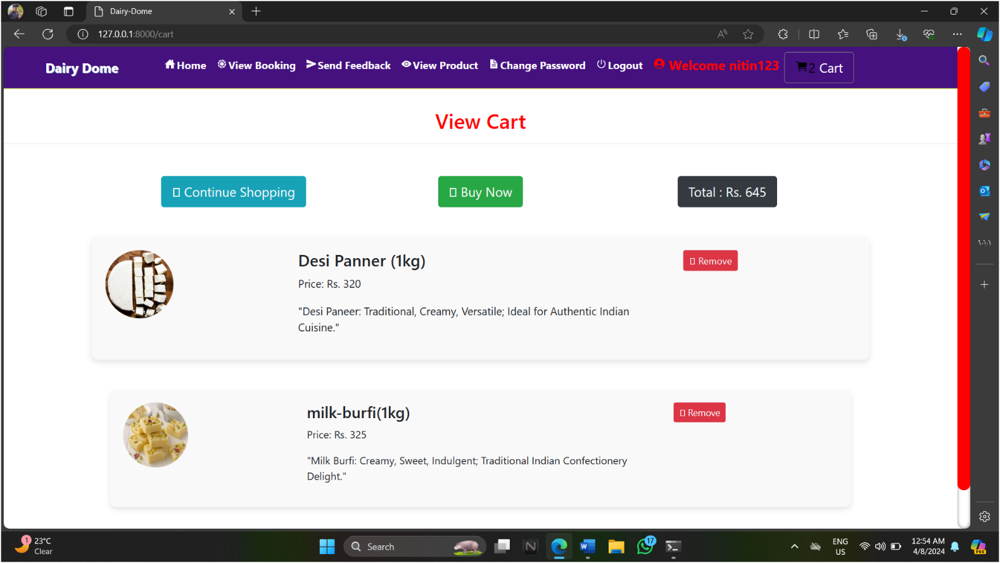 Dairy-Dome
127.0.0.1:8000/cart
Dairy Dome
Home
View Booking
Send Feedback
View Product
Change Password
Logout
Welcome nitin123
2 Cart
View Cart
Continue Shopping
Buy Now
Total : Rs. 645
Desi Panner (1kg)
Remove
Price: Rs. 320
"Desi Paneer: Traditional, Creamy, Versatile; Ideal for Authentic Indian
Cuisine."
milk-burfi(1kg)
Remove
Price: Rs. 325
"Milk Burfi: Creamy, Sweet, Indulgent; Traditional Indian Confectionery
Delight."
1
23°C
Clear
Search
17
ENG
US
12:54 AM
4/8/2024
PRE